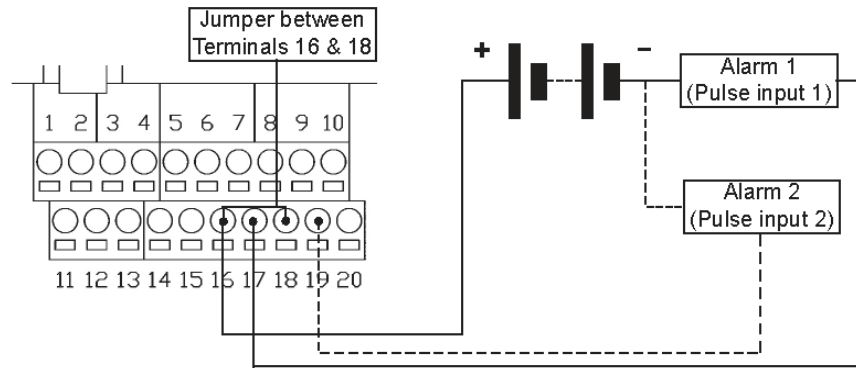 Jumper between
Terminals 16 & 18
+
−
Alarm 1
(Pulse input 1)
Alarm 2
(Pulse input 2)
1 2 3 4 5 6 7 8 9 10
11 12 13 14 15 16 17 18 19 20